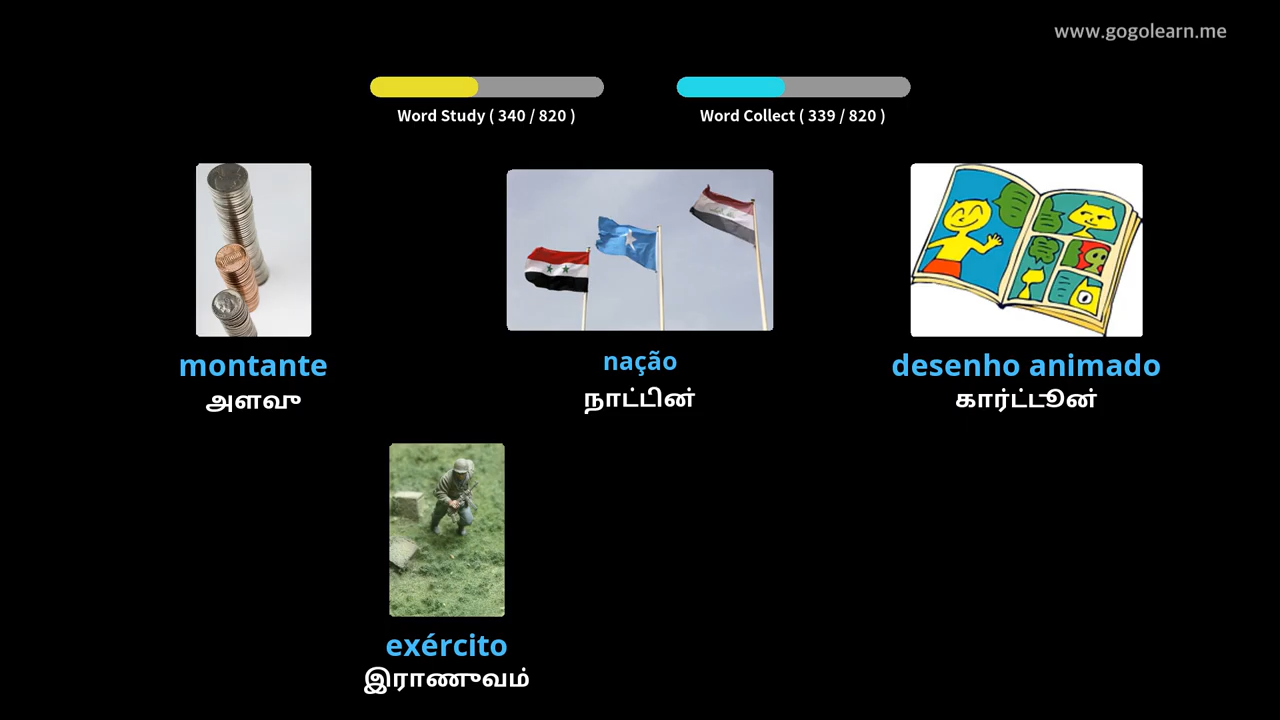 www.gogolearn.me
Word Study ( 340 / 820 )
Word Collect ( 339 / 820 )
montante
அளவு
nação
நாட்டின்
desenho animado
கார்ட்டூன்
exército
இராணுவம்